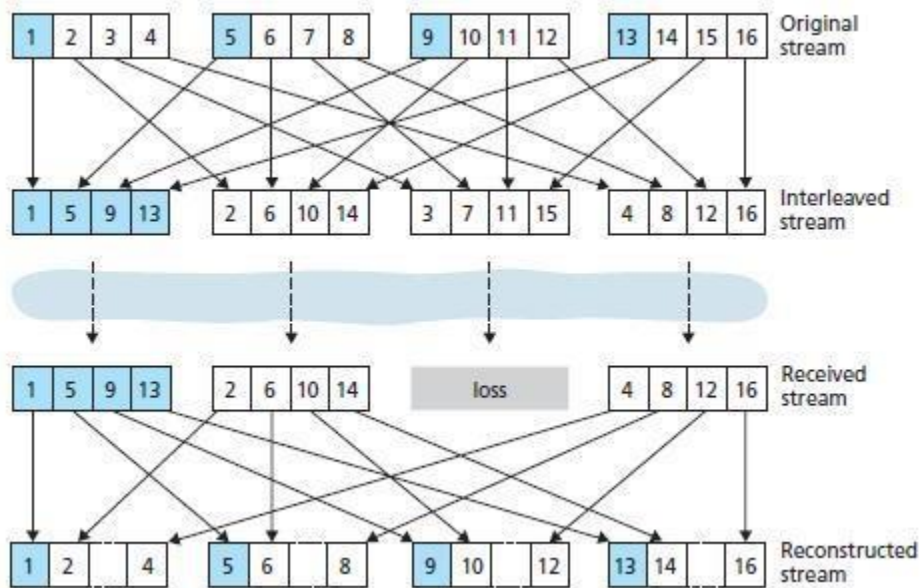 1 2 3 4 5 6 7 8 9 10 11 12 13 14 15 16 Original
stream
1 5 9 13 2 6 10 14 3 7 11 15 4 8 12 16 Interleaved
stream
1 5 9 13 2 6 10 14 loss 4 8 12 16 Received
stream
1 2 4 5 6 8 9 10 12 13 14 16 Reconstructed
stream